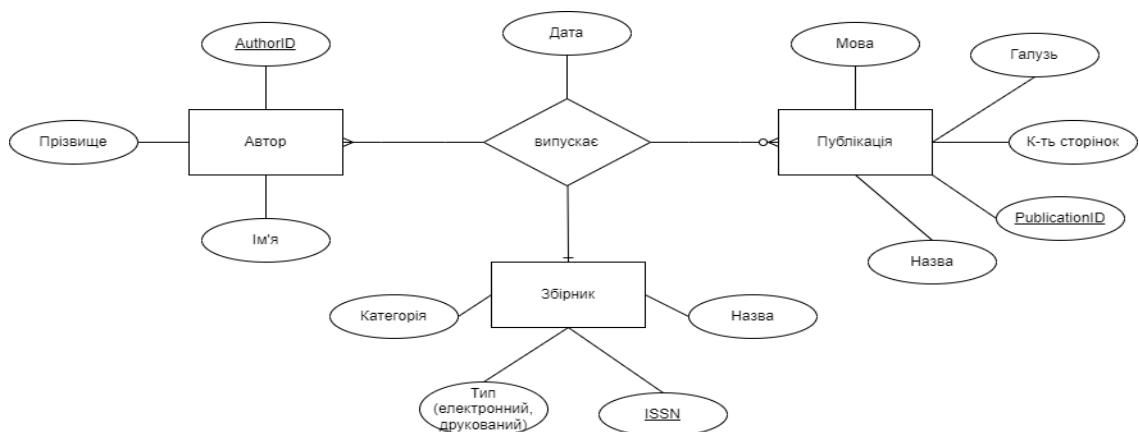 AuthorID
Дата
Мова
Галузь
Прізвище
Автор
випускає
Публікація
К-ть сторінок
PublicationID
Ім'я
Назва
Збірник
Категорія
Назва
Тип
(електронний,
друкований)
ISSN